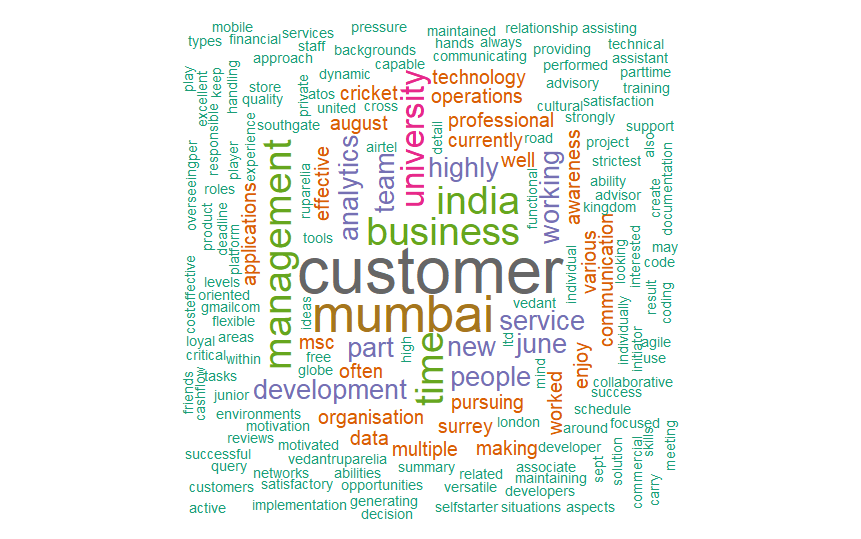 mobile
pressure
maintained
relationship
assisting
types
financial
services
staff
backgrounds
hands
always
providing
technical
approach
capable
communicating
performed
assistant
play
excellent
keep
handling
store
dynamic
cricket
technology
advisory
parttime
training
quality
private
atos
united
cross
university
operations
cultural
satisfaction
responsible
southgate
august
detail
professional
strongly
support
overseeingper
player
experience
airtel
currently
road
project
also
roles
ruparelia
effective
analytics
team
highly
well
working
awareness
strictest
documentation
product
deadline
platform
applications
tools
management
india
functional
ability
advisor
kingdom
create
business
individual
various
communication
looking
interested
may
code
costeffective
levels
oriented
gmailcom
flexible
customer
individually
result
coding
ideas
mumbai
vedant
service
loyal
areas
critical
within
msc
free
globe
part
high
time
new
ltd
june
initiator
agile
use
friends
cashflow
tasks
junior
often
development
people
mind
enjoy
collaborative
success
environments
motivation
organisation
pursuing
worked
schedule
reviews
motivated
data
surrey
london
around
focused
successful
query
vedantruparelia
multiple
making
developer
sept
solution
skills
meeting
networks
abilities
summary
related
associate
maintaining
commercial
carry
customers
satisfactory
opportunities
versatile
developers
active
implementation
generating
decision
selfstarter
situations
aspects